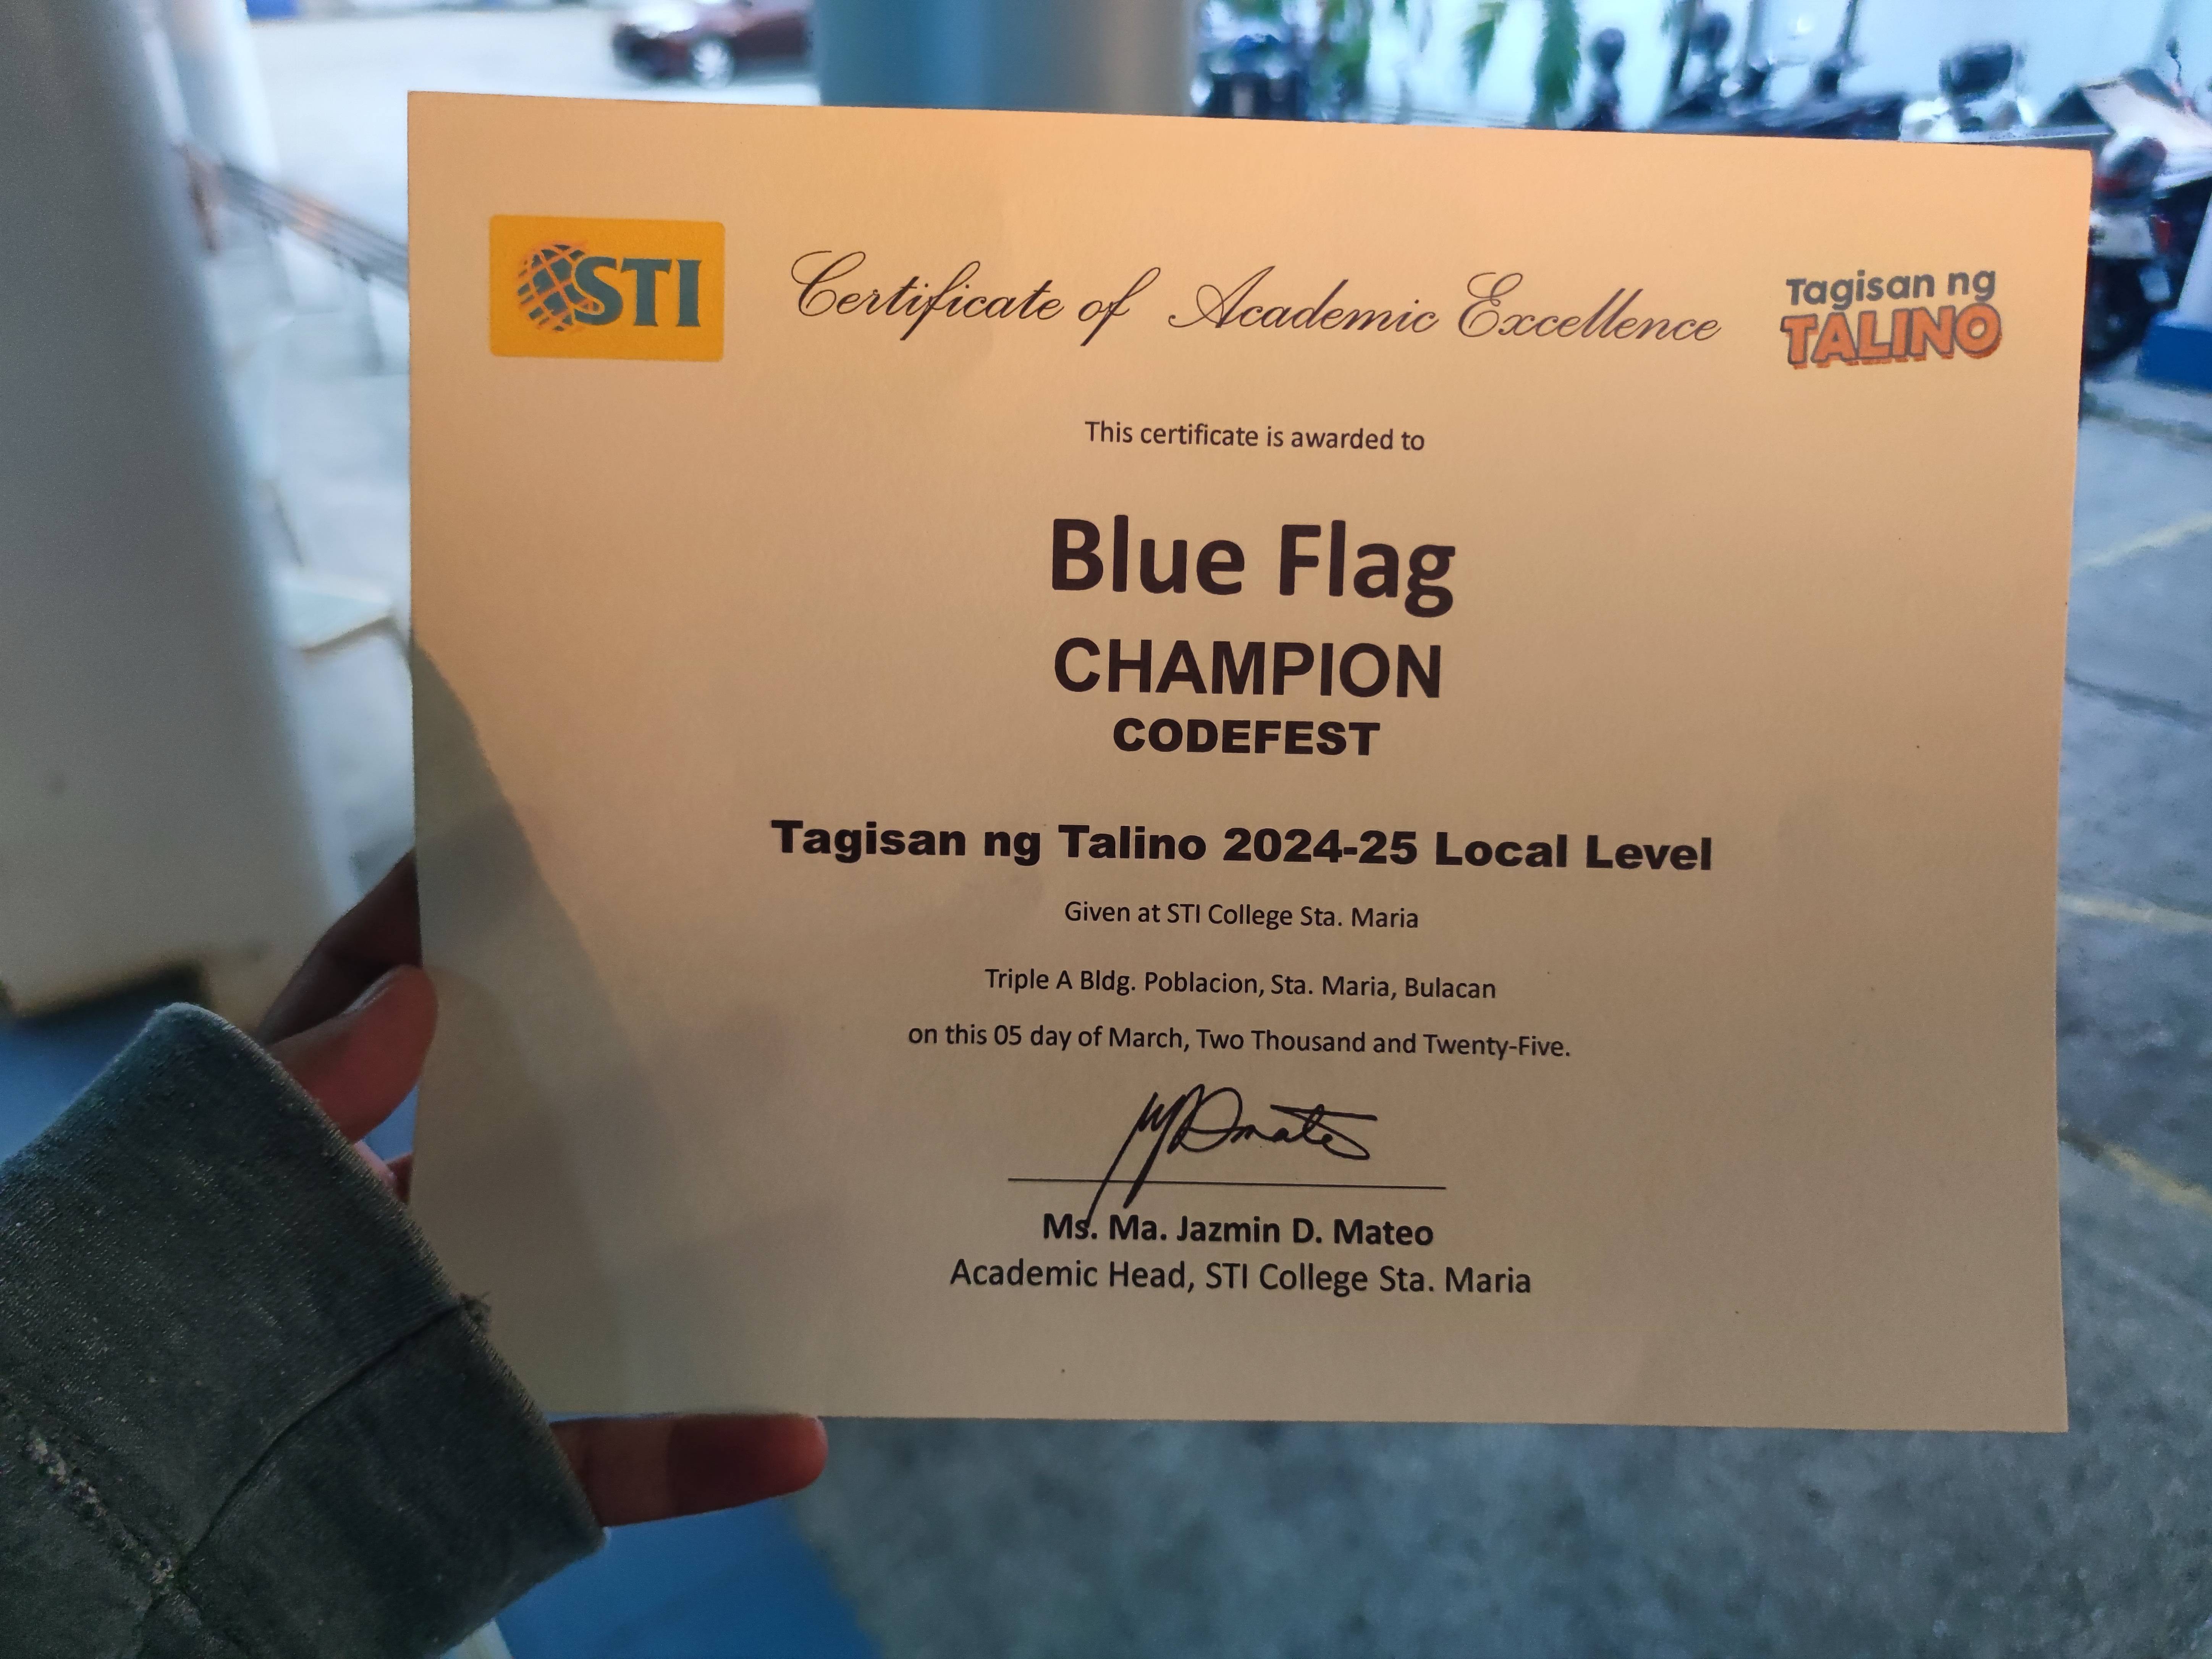 STI
Certificate of Academic Excellence
Tagisan ng
TALINO
This certificate is awarded to
Blue Flag
CHAMPION
CODEFEST
Tagisan ng Talino 2024-25 Local Level
Given at STI College Sta. Maria
Triple A Bldg. Poblacion, Sta. Maria, Bulacan
on this 05 day of March, Two Thousand and Twenty-Five.
Ms. Ma. Jazmin D. Mateo
Academic Head, STI College Sta. Maria